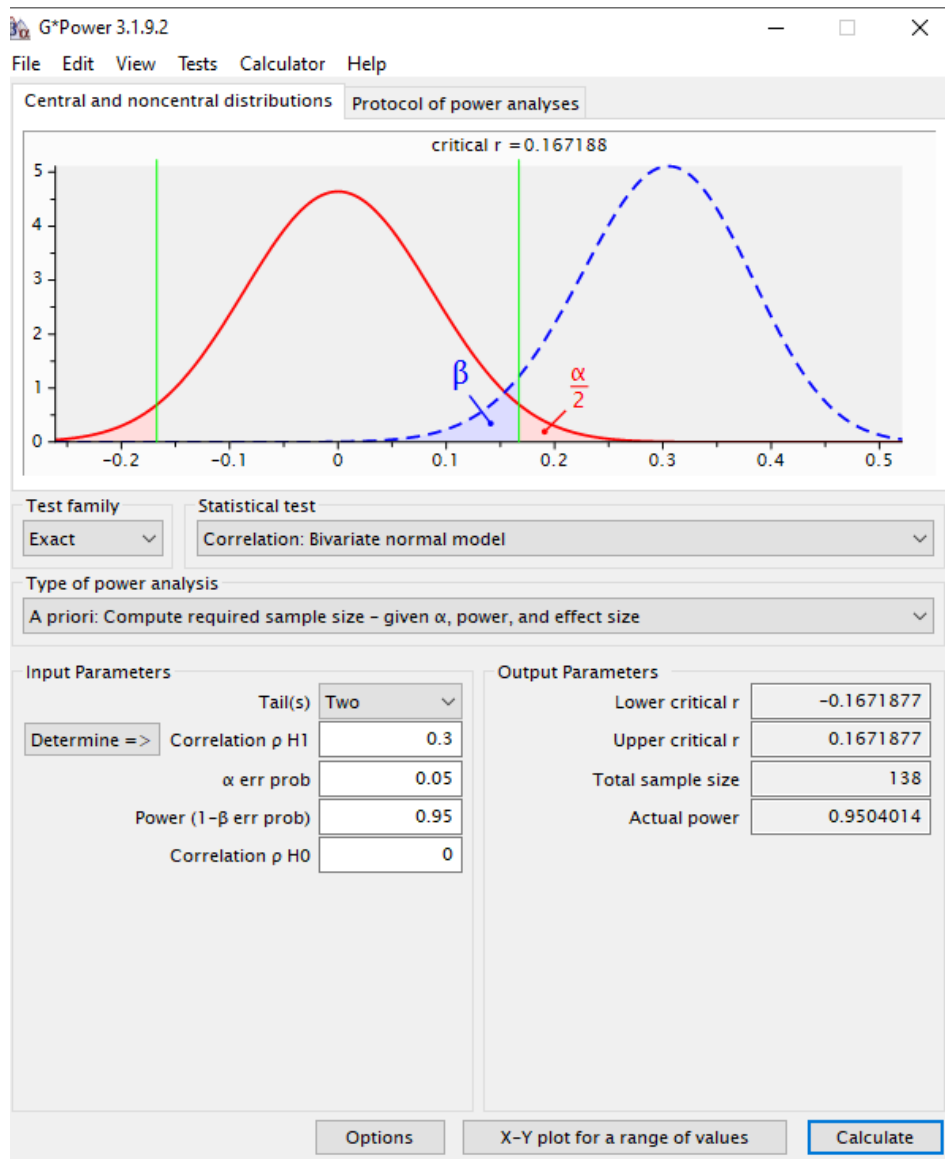 G*Power 3.1.9.2
File Edit View Tests Calculator Help
Central and noncentral distributions Protocol of power analyses
critical r = 0.167188
5
4
3
2
1
0
β
α
2
-0.2 -0.1 0 0.1 0.2 0.3 0.4 0.5
Test family Statistical test
Exact Correlation: Bivariate normal model
Type of power analysis
A priori: Compute required sample size – given α, power, and effect size
Input Parameters Output Parameters
Tail(s) Two Lower critical r -0.1671877
Determine => Correlation ρ H1 0.3 Upper critical r 0.1671877
α err prob 0.05 Total sample size 138
Power (1-β err prob) 0.95 Actual power 0.9504014
Correlation ρ H0 0
Options X-Y plot for a range of values Calculate